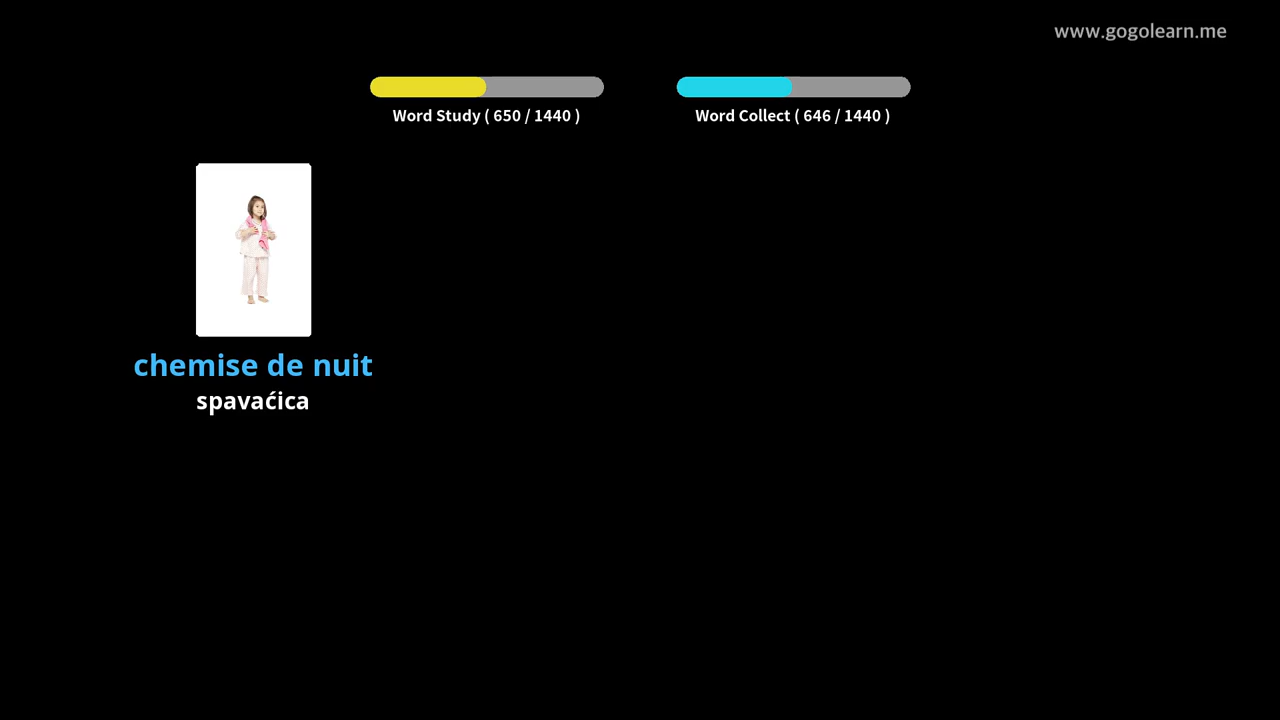 www.gogolearn.me
Word Study ( 650 / 1440 )
Word Collect ( 646 / 1440 )
chemise de nuit
spavaćica